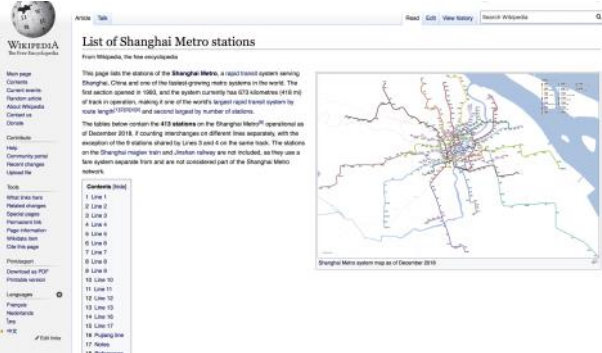 WIKIPEDIA
The Free Encyclopedia
Main page
Contents
Current events
Random article
About Wikipedia
Contact us
Donate
Contribute
Help
Community portal
Recent changes
Upload file
Tools
What links here
Related changes
Special pages
Permanent link
Page information
Wikidata item
Cite this page
Print/export
Download as PDF
Printable version
Languages
Français
Nederlands
ไทย
中文
Edit links
Article Talk
Read Edit View history Search Wikipedia
List of Shanghai Metro stations
From Wikipedia, the free encyclopedia
This page lists the stations of the Shanghai Metro, a rapid transit system serving
Shanghai, China and one of the fastest-growing metro systems in the world. The
first section opened in 1993, and the system currently has 673 kilometres (418 mi)
of track in operation, making it one of the world's largest rapid transit system by
route length and second largest by number of stations.
The tables below contain the 413 stations on the Shanghai Metro operational as
of December 2018, if counting interchanges on different lines separately, with the
exception of the 9 stations shared by Lines 3 and 4 on the same track. The stations
on the Shanghai maglev train and Jinshan railway are not included, as they use a
fare system separate from and are not considered part of the Shanghai Metro
network.
Contents [hide]
1 Line 1
2 Line 2
3 Line 3
4 Line 4
5 Line 5
6 Line 6
7 Line 7
8 Line 8
9 Line 9
10 Line 10
11 Line 11
12 Line 12
13 Line 13
14 Line 16
15 Line 17
16 Pujiang line
17 Notes
18 References
Shanghai Metro system map as of December 2018